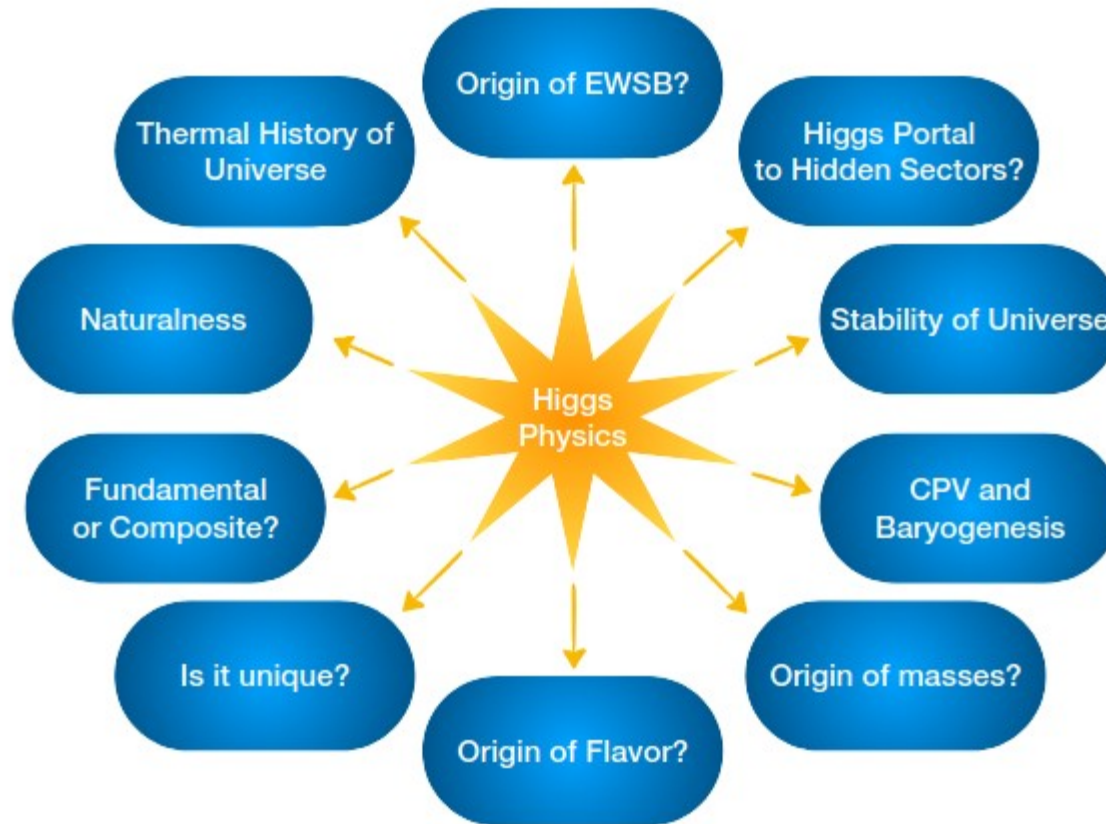 Origin of EWSB?
Thermal History of
Universe
Higgs Portal
to Hidden Sectors?
Naturalness
Stability of Universe
Higgs
Physics
Fundamental
or Composite?
CPV and
Baryogenesis
Is it unique?
Origin of masses?
Origin of Flavor?